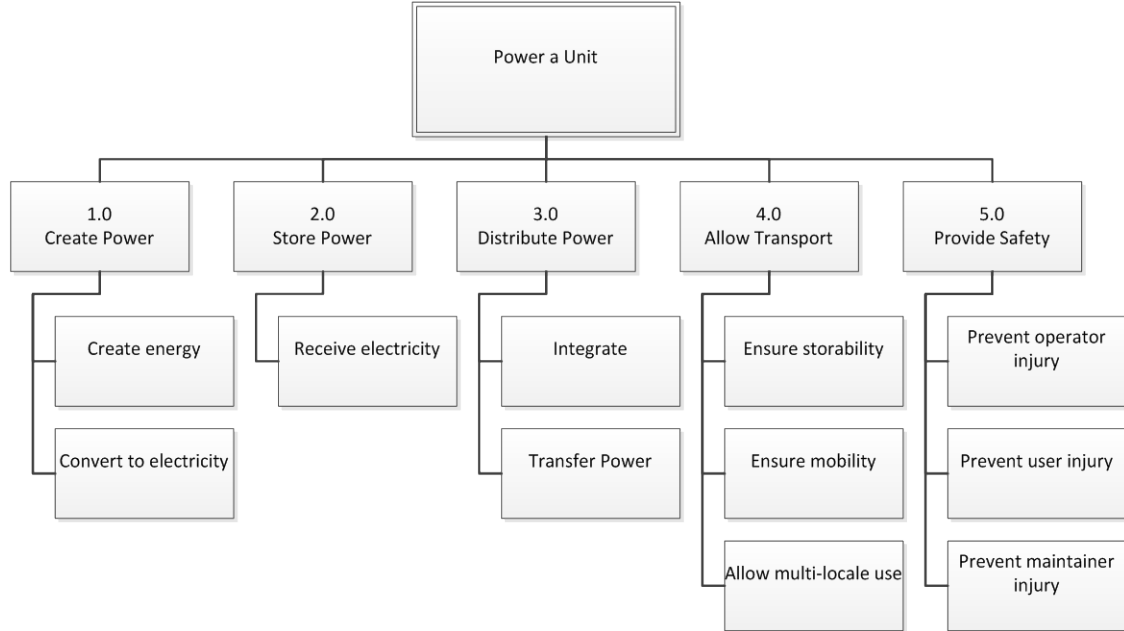 Power a Unit
1.0
Create Power
2.0
Store Power
3.0
Distribute Power
4.0
Allow Transport
5.0
Provide Safety
Create energy
Convert to electricity
Receive electricity
Integrate
Transfer Power
Ensure storability
Ensure mobility
Allow multi-locale use
Prevent operator
injury
Prevent user injury
Prevent maintainer
injury